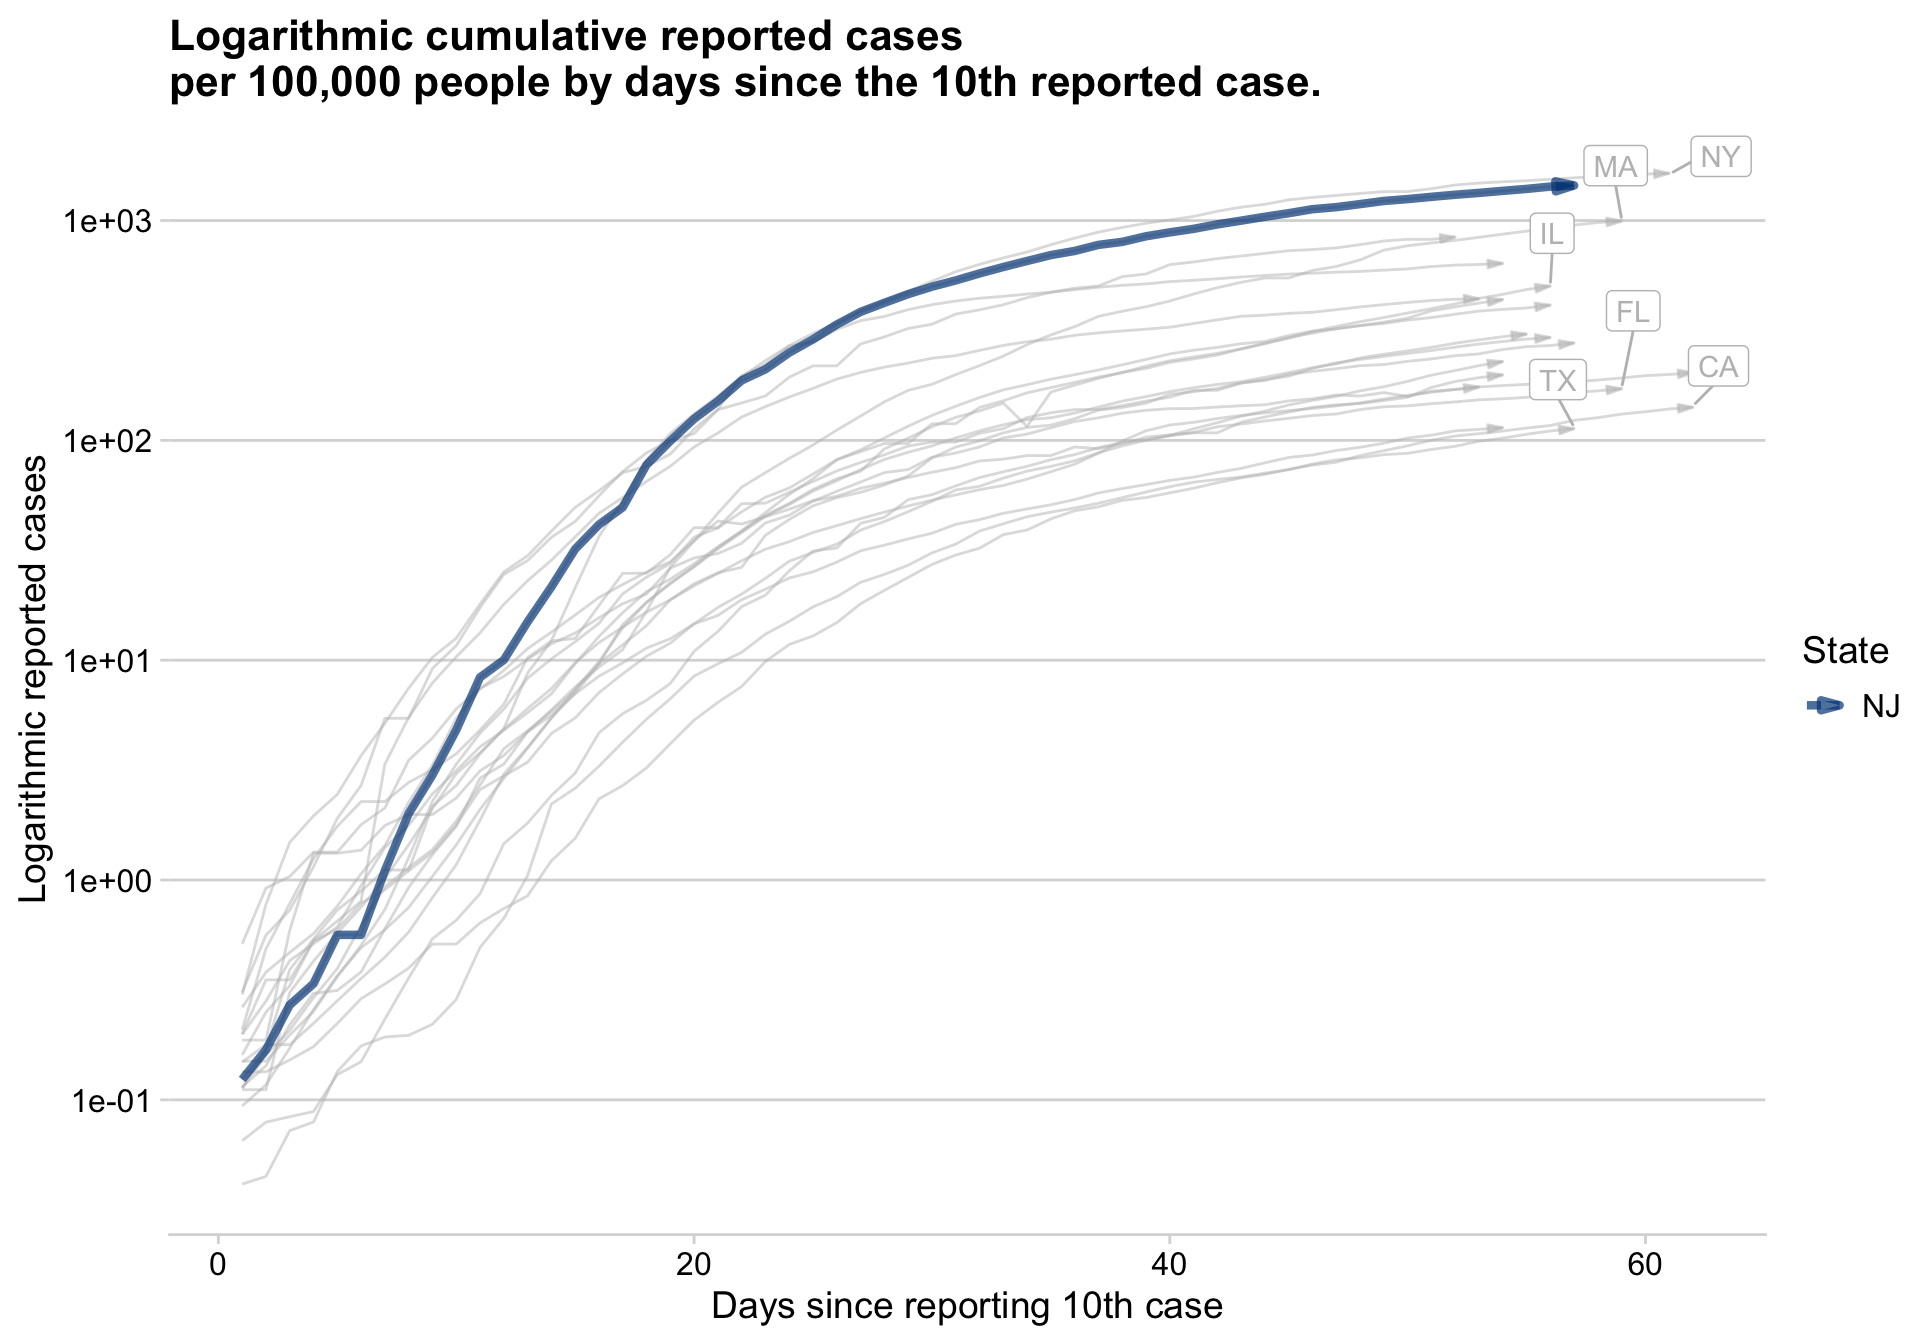 Logarithmic cumulative reported cases
per 100,000 people by days since the 10th reported case.
MA
NY
1e+03
IL
FL
CA
TX
1e+02
Logarithmic reported cases
1e+01
State
NJ
1e+00
1e-01
0
20
40
60
Days since reporting 10th case